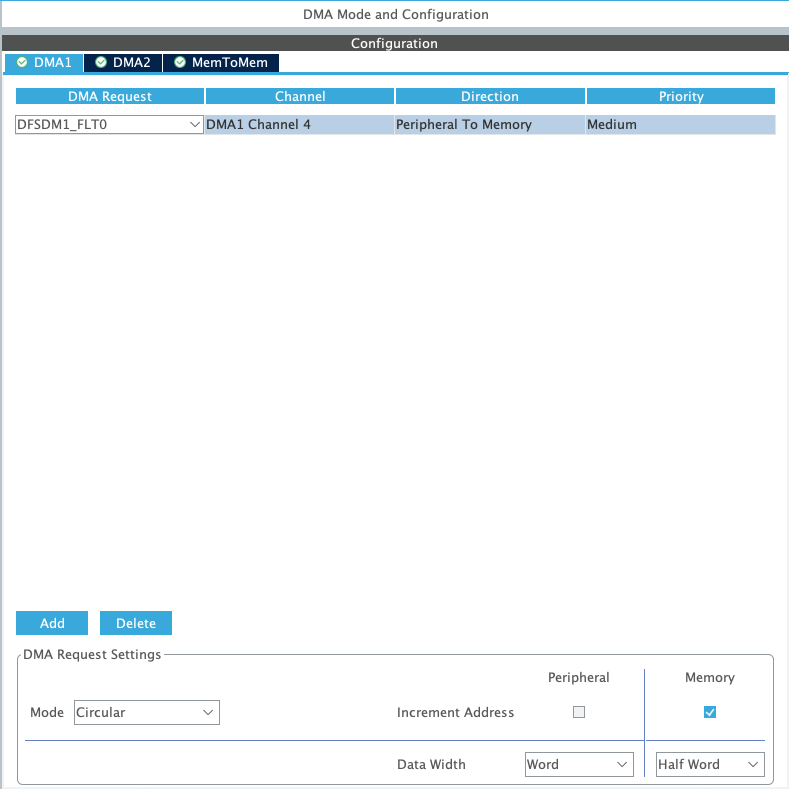 DMA Mode and Configuration
Configuration
DMA1 DMA2 MemToMem
DMA Request Channel Direction Priority
DFSDM1_FLT0 DMA1 Channel 4 Peripheral To Memory Medium
Add Delete
DMA Request Settings
Peripheral Memory
Mode Circular Increment Address
Data Width Word Half Word